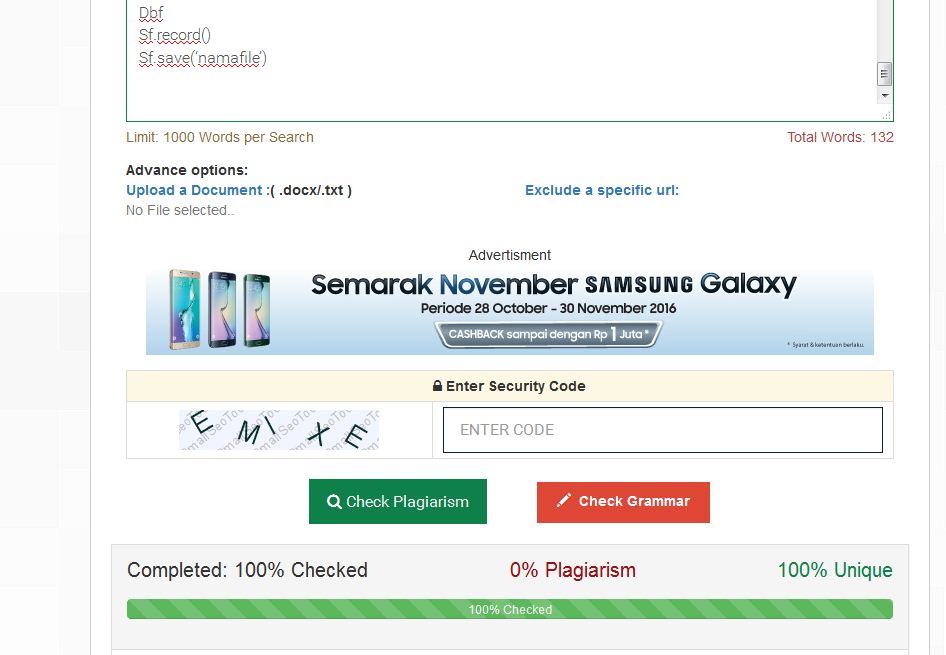 Dbf
Sf.record()
Sf.save('namafile')
Limit: 1000 Words per Search
Total Words: 132
Advance options:
Upload a Document :( .docx/.txt )
Exclude a specific url:
No File selected..
Advertisment
Semarak November SAMSUNG Galaxy
Periode 28 October - 30 November 2016
CASHBACK sampai dengan Rp 1 Juta*
* Syarat & ketentuan berlaku.
Enter Security Code
E M I X E
ENTER CODE
Check Plagiarism
Check Grammar
Completed: 100% Checked
0% Plagiarism
100% Unique
100% Checked